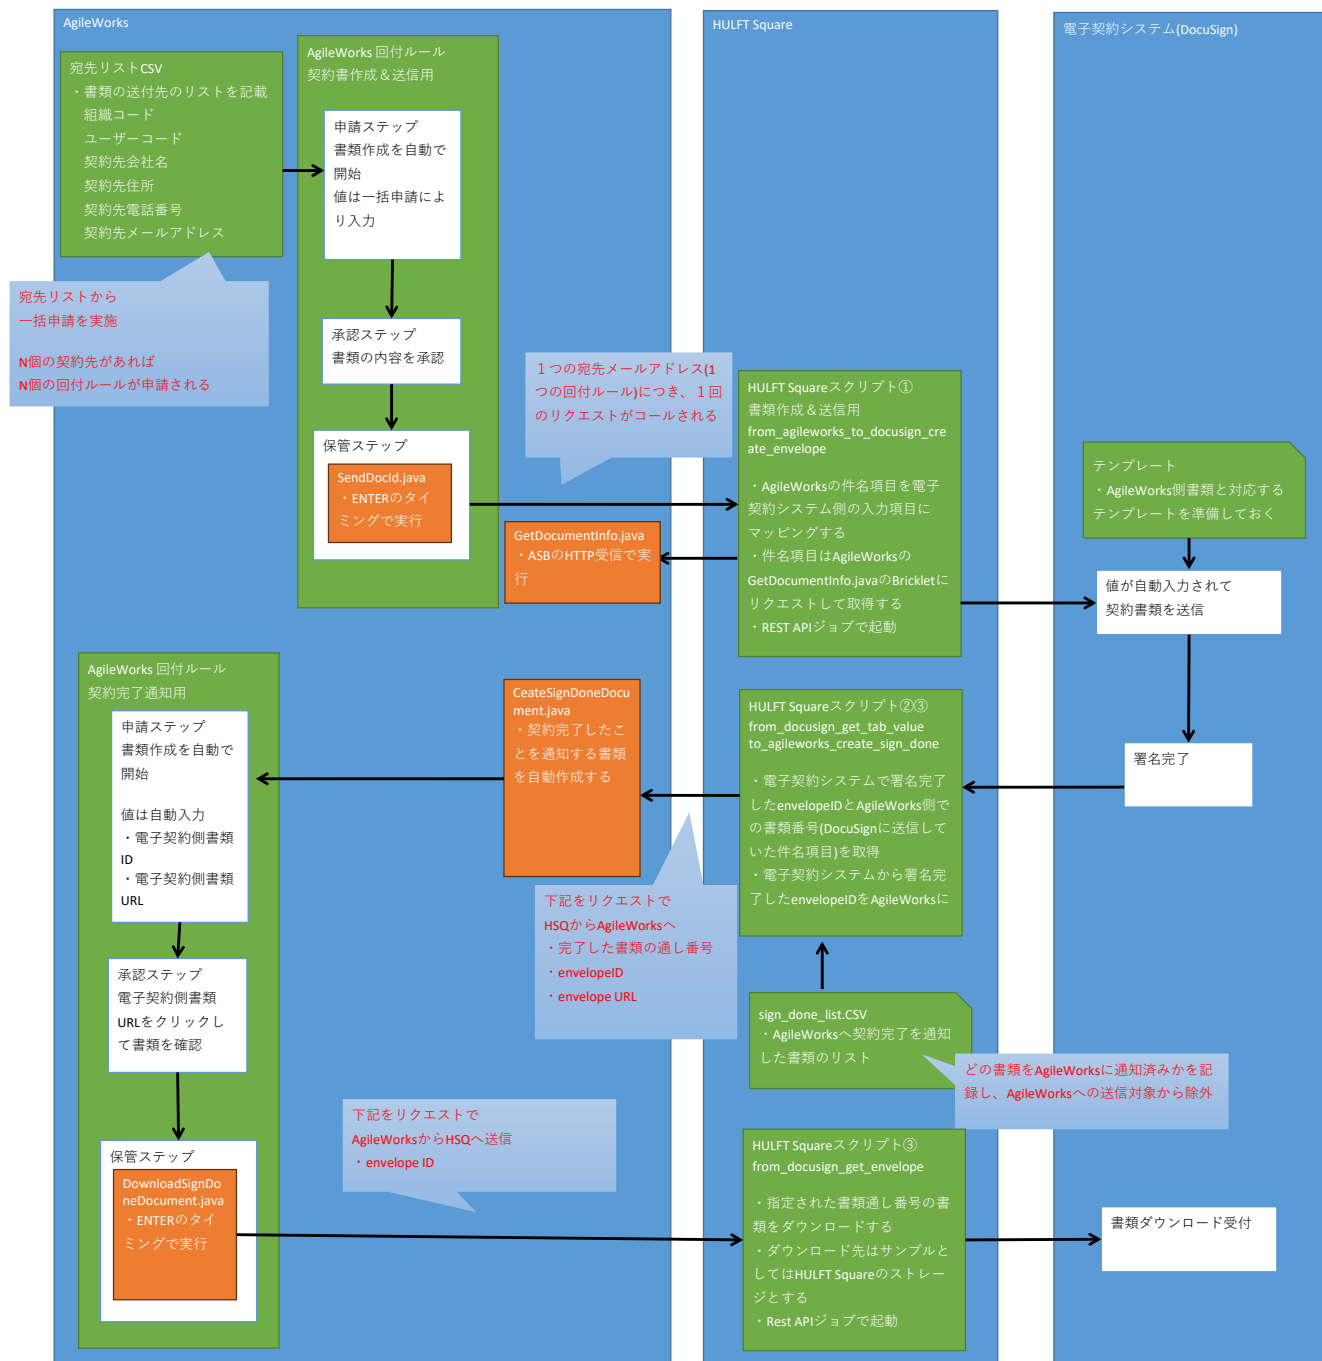 AgileWorks
宛先リストCSV
・書類の送付先のリストを記載
組織コード
ユーザーコード
契約先会社名
契約先住所
契約先電話番号
契約先メールアドレス
AgileWorks 回付ルール
契約書作成＆送信用
申請ステップ
書類作成を自動で
開始
値は一括申請によ
り入力
宛先リストから
一括申請を実施
N個の契約先があれば
N個の回付ルールが申請される
承認ステップ
書類の内容を承認
保管ステップ
SendDocId.java
・ENTERのタイ
ミングで実行
１つの宛先メールアドレス(1
つの回付ルール)につき、１回
のリクエストがコールされる
GetDocumentInfo.java
・ASBのHTTP受信で実
行
HULFT Square
HULFT Squareスクリプト①
書類作成＆送信用
from_agileworks_to_docusign_cre
ate_envelope
・AgileWorksの件名項目を電子
契約システム側の入力項目に
マッピングする
・件名項目はAgileWorksの
GetDocumentInfo.javaのBrickletに
リクエストして取得する
・REST APIジョブで起動
電子契約システム(DocuSign)
テンプレート
・AgileWorks側書類と対応する
テンプレートを準備しておく
値が自動入力されて
契約書類を送信
署名完了
HULFT Squareスクリプト②③
from_docusign_get_tab_value
to_agileworks_create_sign_done
・電子契約システムで署名完了
したenvelopeIDとAgileWorks側で
の書類番号(DocuSignに送信して
いた件名項目)を取得
・電子契約システムから署名完
了したenvelopeIDをAgileWorksに
CeateSignDoneDocu
ment.java
・契約完了したこ
とを通知する書類
を自動作成する
下記をリクエストで
HSQからAgileWorksへ
・完了した書類の通し番号
・envelopeID
・envelope URL
sign_done_list.CSV
・AgileWorksへ契約完了を通知
した書類のリスト
どの書類をAgileWorksに通知済みかを記
録し、AgileWorksへの送信対象から除外
AgileWorks 回付ルール
契約完了通知用
申請ステップ
書類作成を自動で
開始
値は自動入力
・電子契約側書類
ID
・電子契約側書類
URL
承認ステップ
電子契約側書類
URLをクリックし
て書類を確認
保管ステップ
DownloadSignDo
neDocument.java
・ENTERのタイ
ミングで実行
下記をリクエストで
AgileWorksからHSQへ送信
・envelope ID
HULFT Squareスクリプト③
from_docusign_get_envelope
・指定された書類通し番号の書
類をダウンロードする
・ダウンロード先はサンプルと
してはHULFT Squareのストレー
ジとする
・Rest APIジョブで起動
書類ダウンロード受付